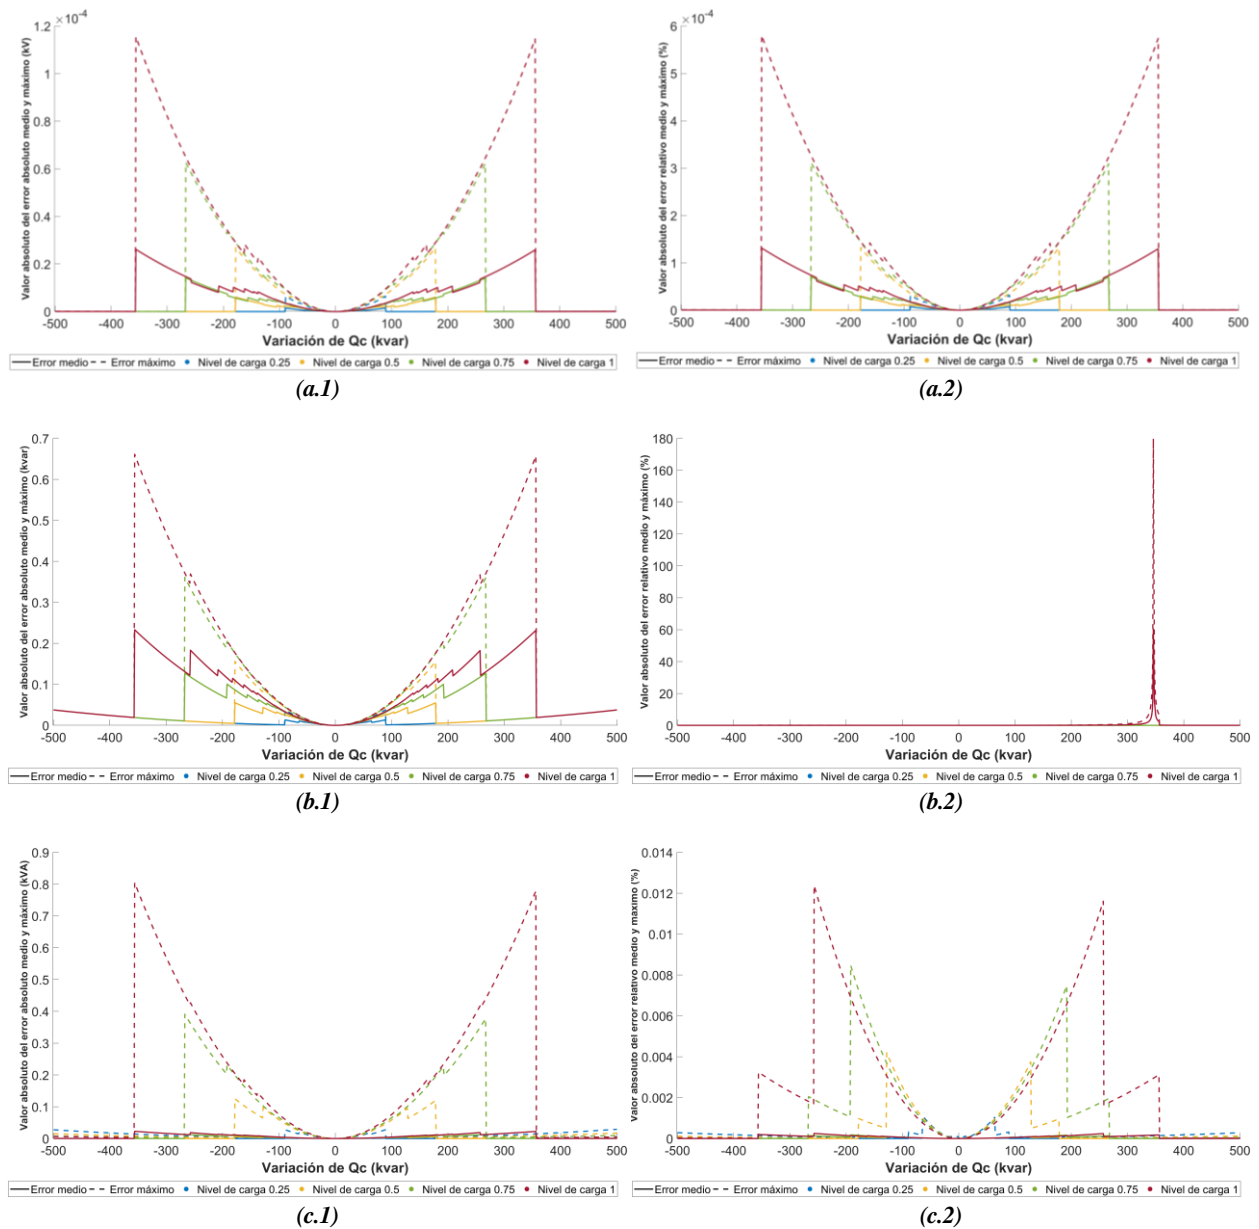 ×10⁻⁴
1.2
1
0.8
0.6
0.4
0.2
0
Valor absoluto del error absoluto medio y máximo (kV)
-500 -400 -300 -200 -100 0 100 200 300 400 500
Variación de Qc (kvar)
Error medio Error máximo Nivel de carga 0.25 Nivel de carga 0.5 Nivel de carga 0.75 Nivel de carga 1
(a.1)
×10⁻⁴
6
5
4
3
2
1
0
Valor absoluto del error relativo medio y máximo (%)
-500 -400 -300 -200 -100 0 100 200 300 400 500
Variación de Qc (kvar)
Error medio Error máximo Nivel de carga 0.25 Nivel de carga 0.5 Nivel de carga 0.75 Nivel de carga 1
(a.2)
0.7
0.6
0.5
0.4
0.3
0.2
0.1
0
Valor absoluto del error absoluto medio y máximo (kvar)
-500 -400 -300 -200 -100 0 100 200 300 400 500
Variación de Qc (kvar)
Error medio Error máximo Nivel de carga 0.25 Nivel de carga 0.5 Nivel de carga 0.75 Nivel de carga 1
(b.1)
180
160
140
120
100
80
60
40
20
0
Valor absoluto del error relativo medio y máximo (%)
-500 -400 -300 -200 -100 0 100 200 300 400 500
Variación de Qc (kvar)
Error medio Error máximo Nivel de carga 0.25 Nivel de carga 0.5 Nivel de carga 0.75 Nivel de carga 1
(b.2)
0.9
0.8
0.7
0.6
0.5
0.4
0.3
0.2
0.1
0
Valor absoluto del error absoluto medio y máximo (kVA)
-500 -400 -300 -200 -100 0 100 200 300 400 500
Variación de Qc (kvar)
Error medio Error máximo Nivel de carga 0.25 Nivel de carga 0.5 Nivel de carga 0.75 Nivel de carga 1
(c.1)
0.014
0.012
0.01
0.008
0.006
0.004
0.002
0
Valor absoluto del error relativo medio y maximo (%)
-500 -400 -300 -200 -100 0 100 200 300 400 500
Variación de Qc (kvar)
Error medio Error máximo Nivel de carga 0.25 Nivel de carga 0.5 Nivel de carga 0.75 Nivel de carga 1
(c.2)